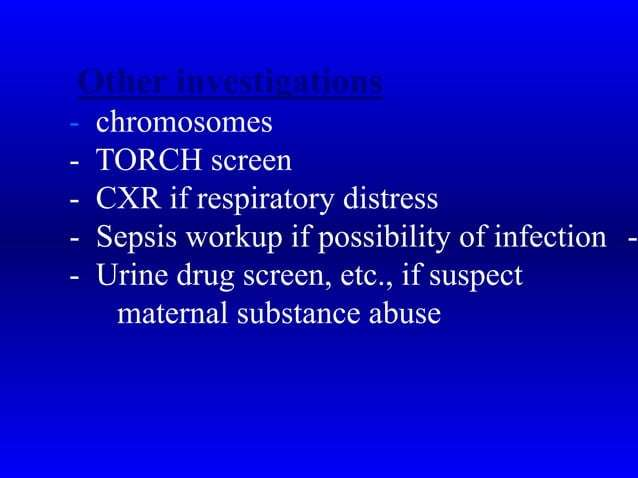 Other investigations
- chromosomes
- TORCH screen
- CXR if respiratory distress
- Sepsis workup if possibility of infection -
- Urine drug screen, etc., if suspect
maternal substance abuse